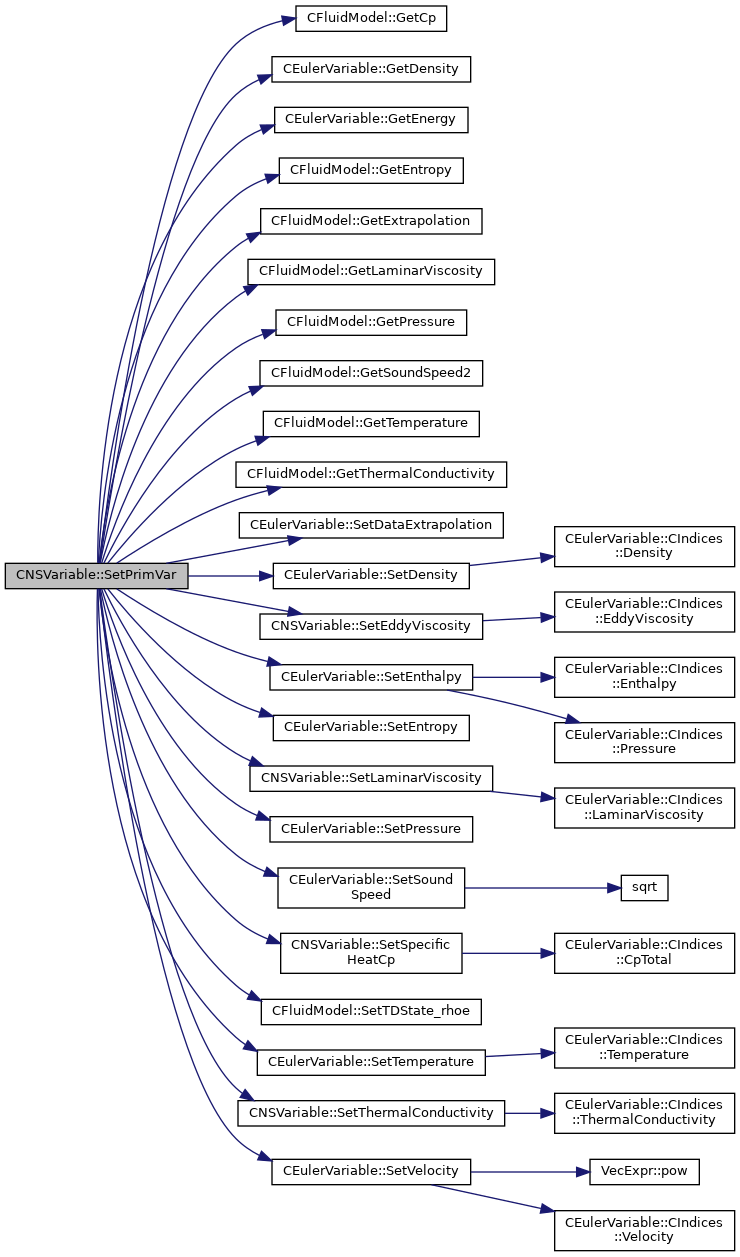 CNSVariable::SetPrimVar
CFluidModel::GetCp
CEulerVariable::GetDensity
CEulerVariable::GetEnergy
CFluidModel::GetEntropy
CFluidModel::GetExtrapolation
CFluidModel::GetLaminarViscosity
CFluidModel::GetPressure
CFluidModel::GetSoundSpeed2
CFluidModel::GetTemperature
CFluidModel::GetThermalConductivity
CEulerVariable::SetDataExtrapolation
CEulerVariable::SetDensity
CEulerVariable::CIndices
::Density
CNSVariable::SetEddyViscosity
CEulerVariable::CIndices
::EddyViscosity
CEulerVariable::SetEnthalpy
CEulerVariable::CIndices
::Enthalpy
CEulerVariable::CIndices
::Pressure
CEulerVariable::SetEntropy
CNSVariable::SetLaminarViscosity
CEulerVariable::CIndices
::LaminarViscosity
CEulerVariable::SetPressure
CEulerVariable::SetSound
Speed
sqrt
CNSVariable::SetSpecific
HeatCp
CEulerVariable::CIndices
::CpTotal
CFluidModel::SetTDState_rhoe
CEulerVariable::SetTemperature
CEulerVariable::CIndices
::Temperature
CNSVariable::SetThermalConductivity
CEulerVariable::CIndices
::ThermalConductivity
CEulerVariable::SetVelocity
VecExpr::pow
CEulerVariable::CIndices
::Velocity